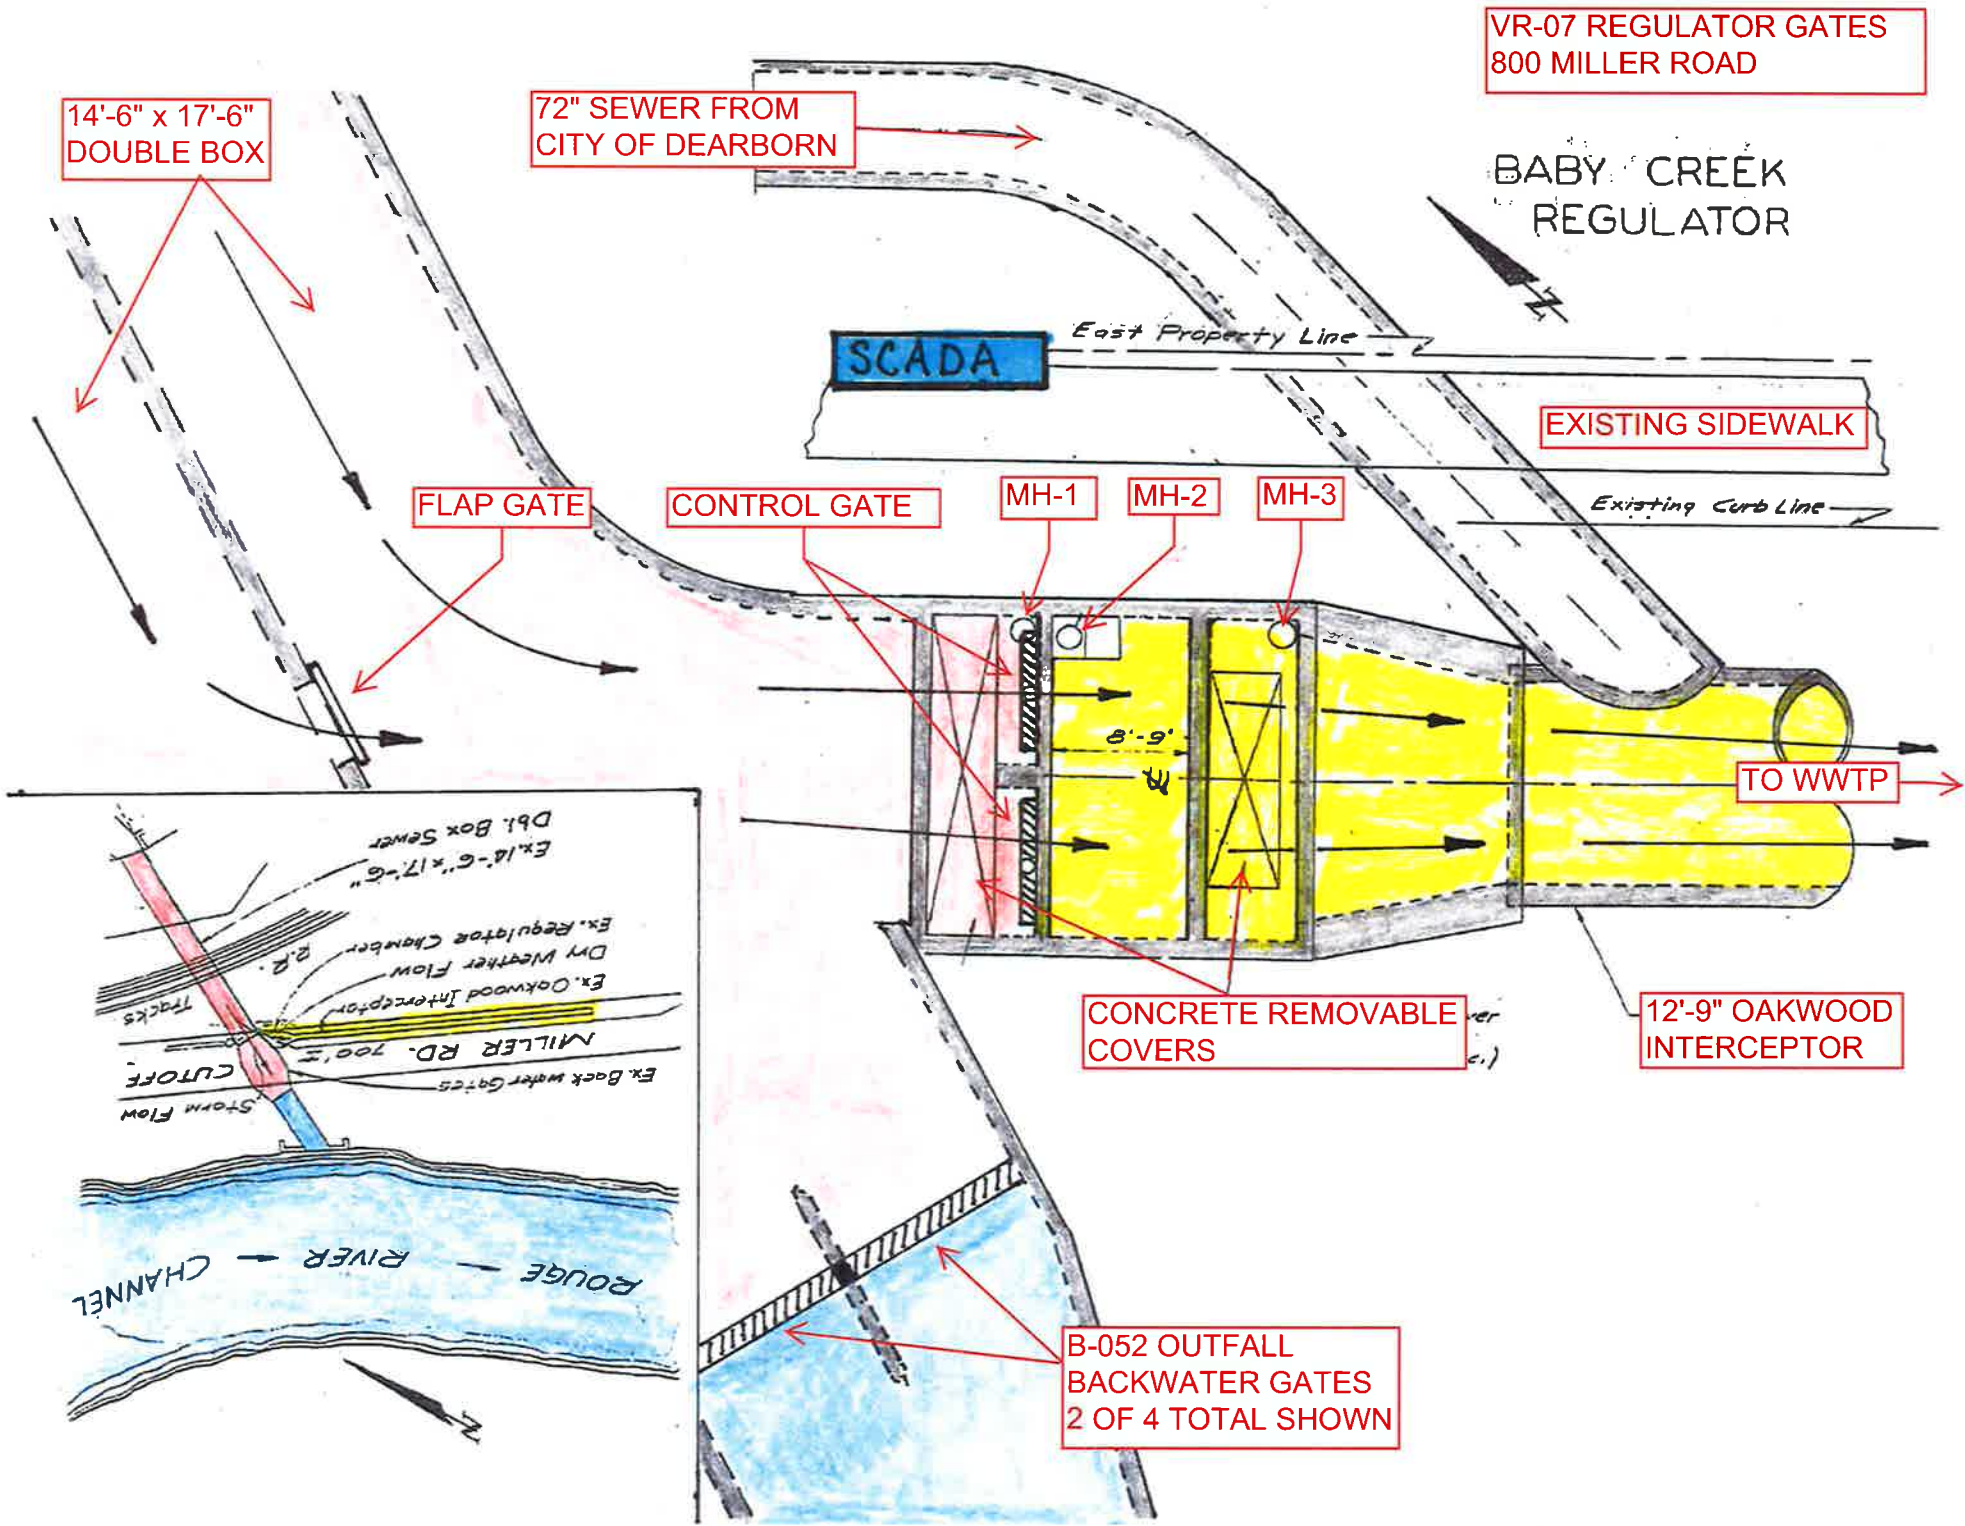 VR-07 REGULATOR GATES
800 MILLER ROAD
BABY CREEK
REGULATOR
N
14'-6" x 17'-6"
DOUBLE BOX
72" SEWER FROM
CITY OF DEARBORN
SCADA
East Property Line
EXISTING SIDEWALK
Existing Curb Line
FLAP GATE
CONTROL GATE
MH-1
MH-2
MH-3
8'-9"
TO WWTP
CONCRETE REMOVABLE
COVERS
ver
c.)
12'-9" OAKWOOD
INTERCEPTOR
B-052 OUTFALL
BACKWATER GATES
2 OF 4 TOTAL SHOWN
Ex. 14'-6" x 17'-6"
Dbl. Box Sewer
R.R.
Tracks
Ex. Regulator Chamber
Dry Weather Flow
Ex. Oakwood Interceptor
MILLER RD. 700'±
CUTOFF
Ex. Back water Gates
Storm Flow
ROUGE RIVER CHANNEL
N